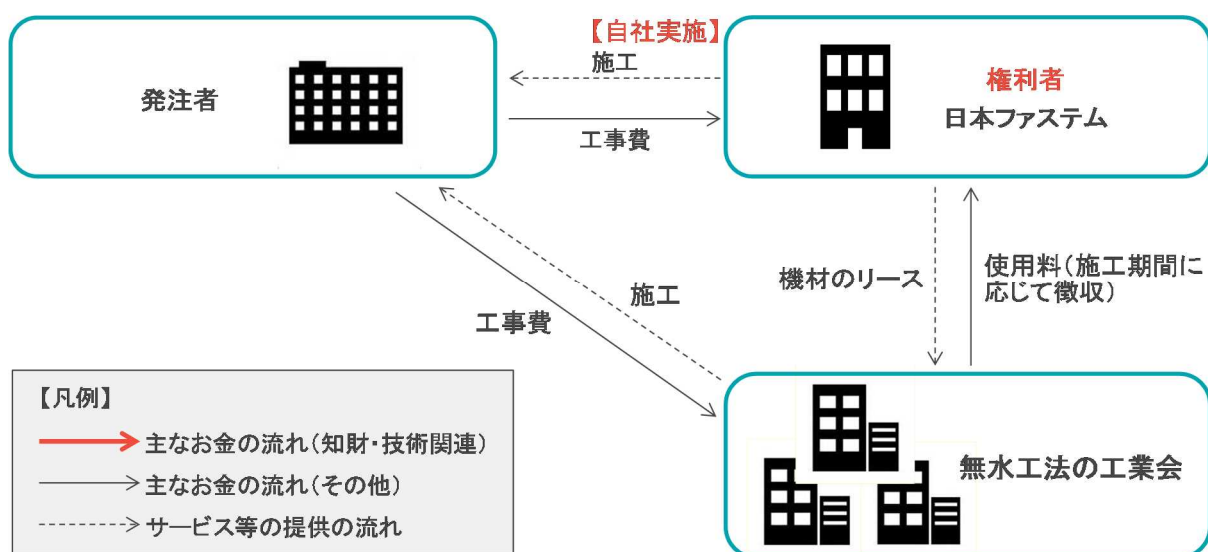 【自社実施】
施工
発注者
権利者
日本ファステム
工事費
機材のリース
使用料(施工期間に
応じて徴収)
施工
工事費
【凡例】
主なお金の流れ(知財・技術関連)
主なお金の流れ(その他)
サービス等の提供の流れ
無水工法の工業会